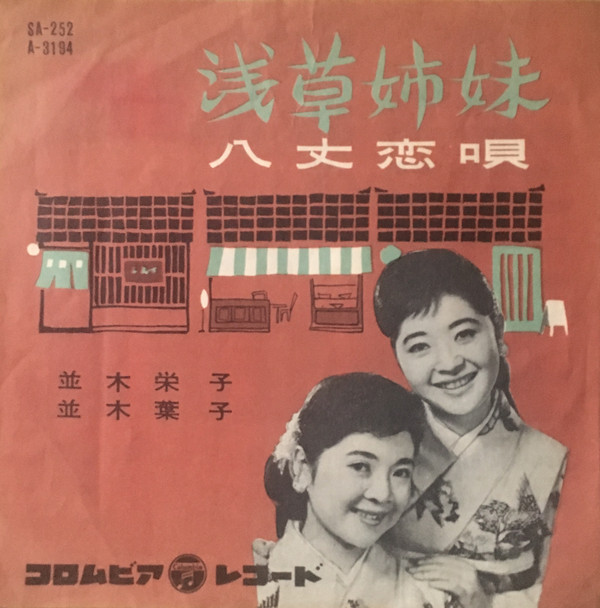 SA-252
A-3194
浅草姉妹
八丈恋唄
並木栄子
並木葉子
コロムビア レコード